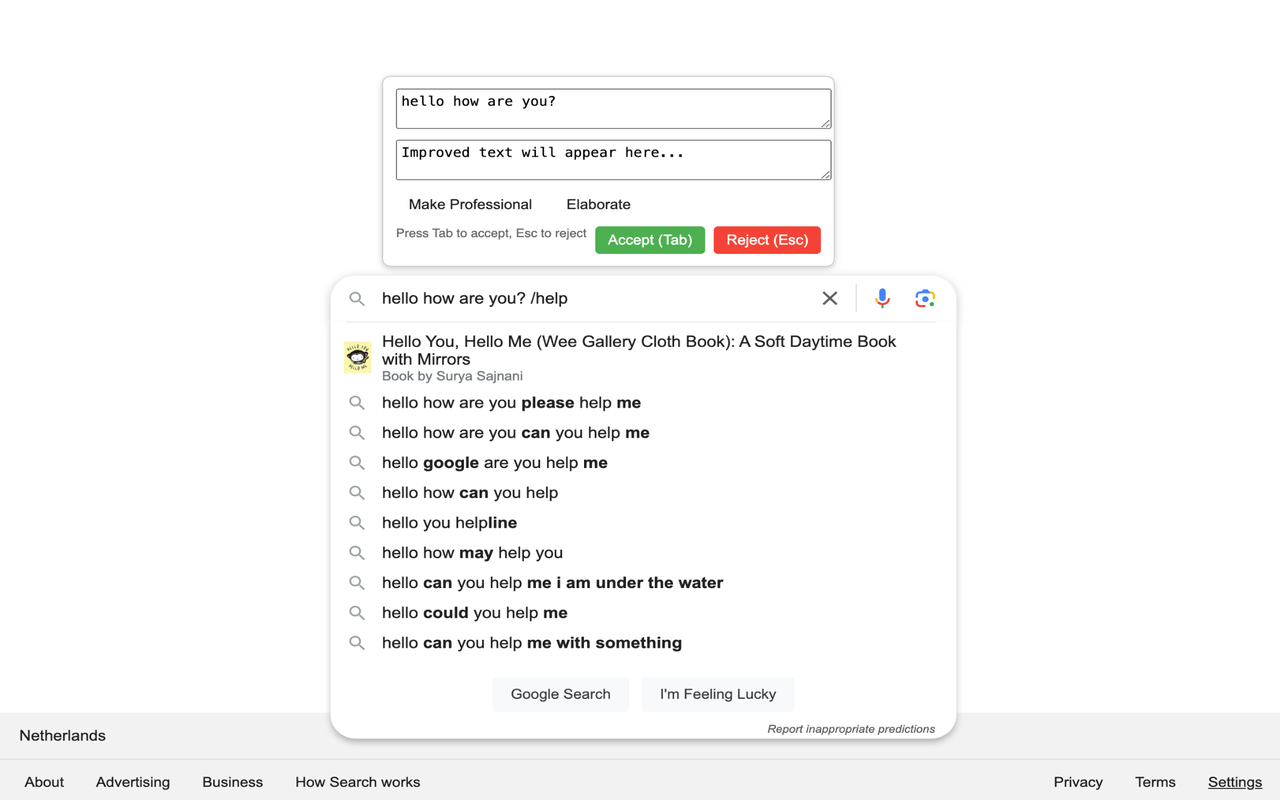 hello how are you?
Improved text will appear here...
Make Professional Elaborate
Press Tab to accept, Esc to reject Accept (Tab) Reject (Esc)
hello how are you? /help
Hello You, Hello Me (Wee Gallery Cloth Book): A Soft Daytime Book
with Mirrors
Book by Surya Sajnani
hello how are you please help me
hello how are you can you help me
hello google are you help me
hello how can you help
hello you helpline
hello how may help you
hello can you help me i am under the water
hello could you help me
hello can you help me with something
Google Search I'm Feeling Lucky
Report inappropriate predictions
Netherlands
About Advertising Business How Search works Privacy Terms Settings